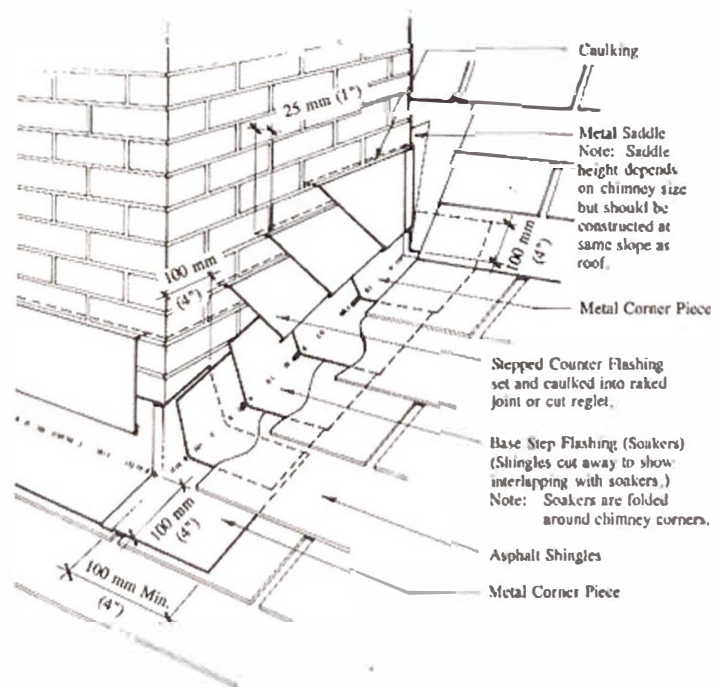 Caulking
25 mm (1")
Metal Saddle
Note: Saddle
height depends
on chimney size
but should be
constructed at
same slope as
roof.
100 mm
(4")
100 mm
(4")
Metal Corner Piece
Stepped Counter Flashing
set and caulked into raked
Joint or cut reglet.
Base Step Flashing (Soakers)
(Shingles cut away to show
interlapping with soakers.)
Note: Soakers are folded
around chimney corners.
100 mm
(4")
Asphalt Shingles
100 mm Min.
(4")
Metal Corner Piece